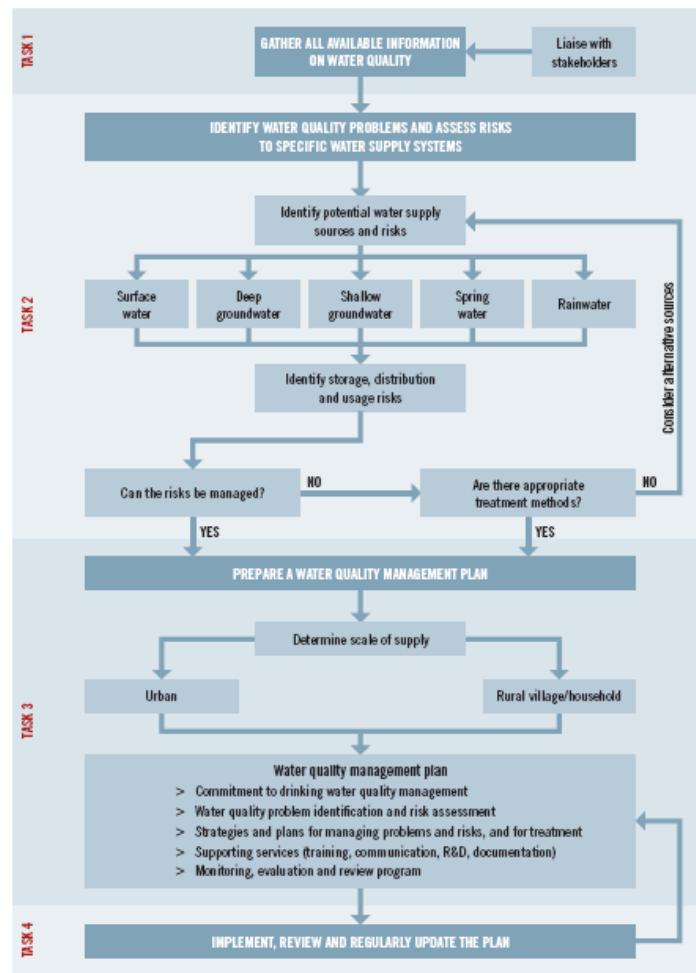 TASK 1
GATHER ALL AVAILABLE INFORMATION
ON WATER QUALITY
Liaise with
stakeholders
TASK 2
IDENTIFY WATER QUALITY PROBLEMS AND ASSESS RISKS
TO SPECIFIC WATER SUPPLY SYSTEMS
Identify potential water supply
sources and risks
Surface
water
Deep
groundwater
Shallow
groundwater
Spring
water
Rainwater
Consider alternative sources
Identify storage, distribution
and usage risks
Can the risks be managed?
NO
Are there appropriate
treatment methods?
NO
YES
YES
TASK 3
PREPARE A WATER QUALITY MANAGEMENT PLAN
Determine scale of supply
Urban
Rural village/household
Water quality management plan
> Commitment to drinking water quality management
> Water quality problem identification and risk assessment
> Strategies and plans for managing problems and risks, and for treatment
> Supporting services (training, communication, R&D, documentation)
> Monitoring, evaluation and review program
TASK 4
IMPLEMENT, REVIEW AND REGULARLY UPDATE THE PLAN